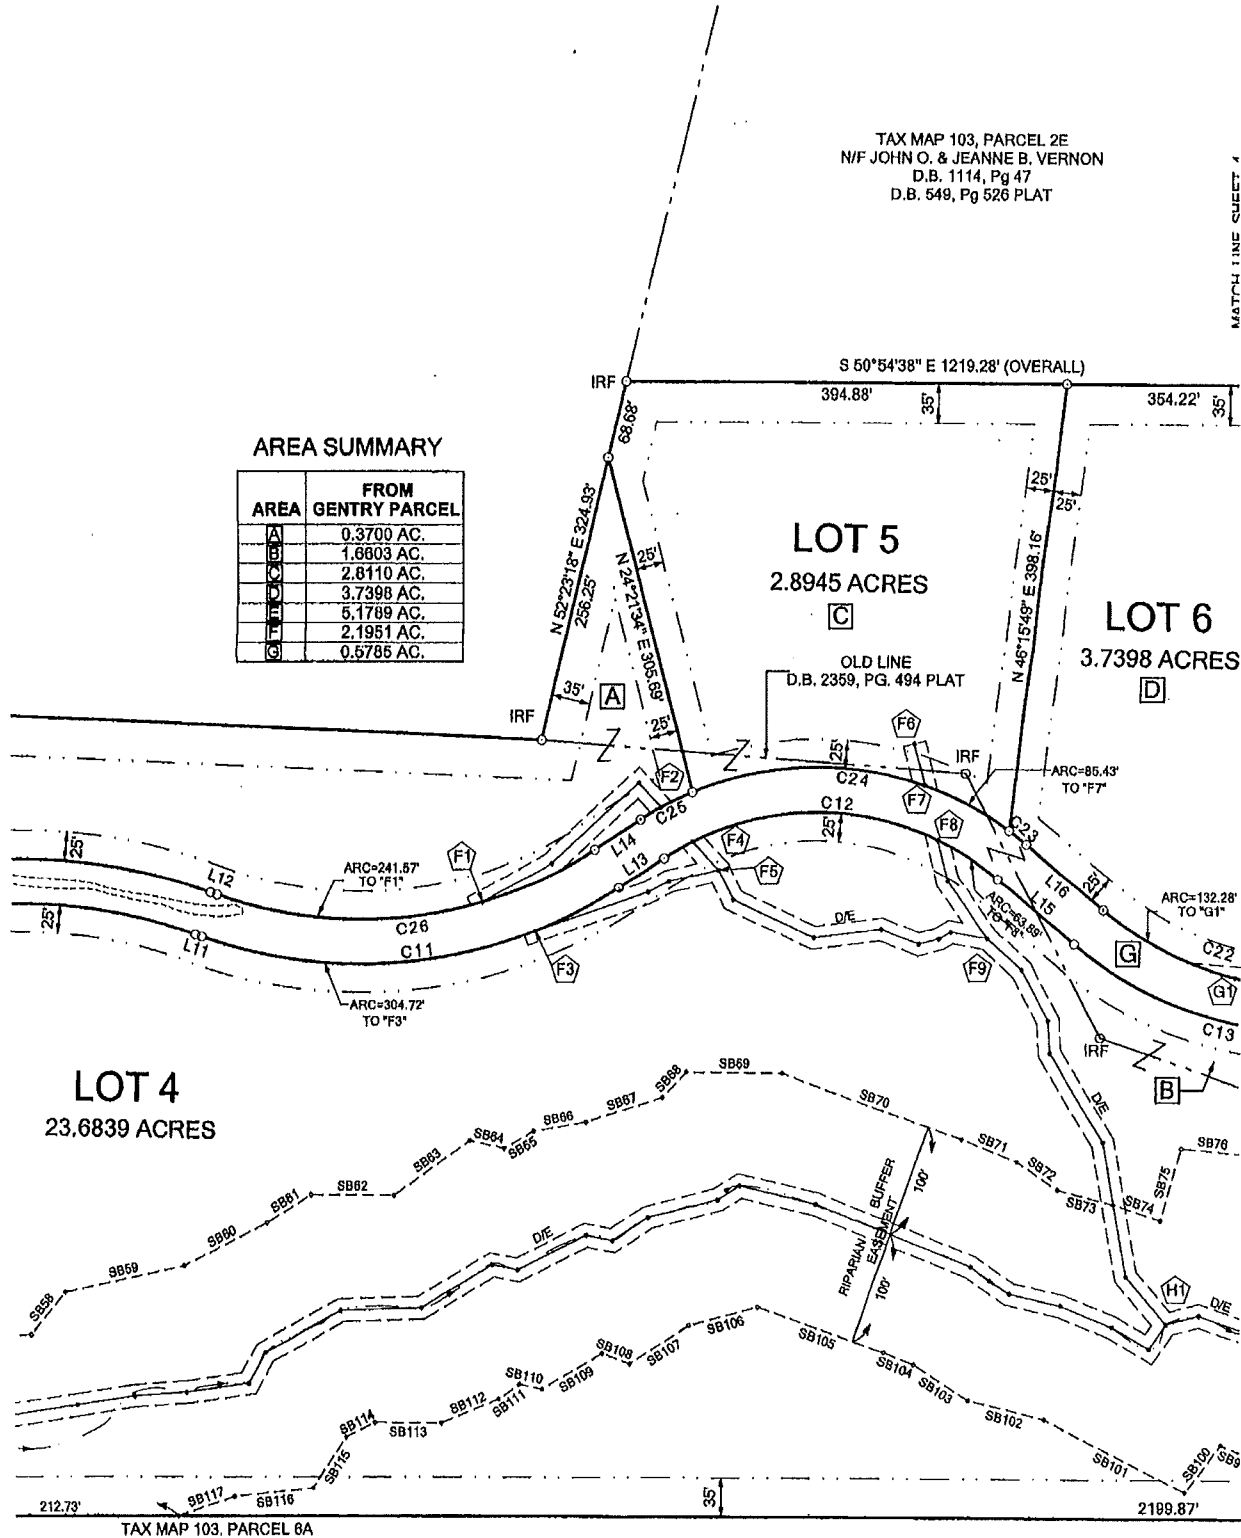 TAX MAP 103, PARCEL 2E
N/F JOHN O. & JEANNE B. VERNON
D.B. 1114, Pg 47
D.B. 549, Pg 526 PLAT
MATCH LINE SHEET 4
S 50°54'38" E 1219.28' (OVERALL)
IRF
394.88'
35'
354.22'
35'
68.68'
AREA SUMMARY
AREA
FROM
GENTRY PARCEL
A 0.3700 AC.
B 1.6603 AC.
C 2.8110 AC.
D 3.7398 AC.
E 5.1789 AC.
F 2.1951 AC.
G 0.5785 AC.
N 52°23'18" E 324.93'
256.25'
N 24°21'34" E 305.69'
25'
25'
25'
LOT 5
2.8945 ACRES
C
N 46°15'49" E 398.16'
LOT 6
3.7398 ACRES
D
OLD LINE
D.B. 2359, PG. 494 PLAT
35'
A
IRF
25'
F2
F6
IRF
25'
C24
F7
ARC=85.43'
TO "F7"
C25
C12
25'
F8
C23
L14
F4
L13
F5
F1
25'
L12
ARC=241.57'
TO "F1"
L16
25'
L15
ARC=132.28'
TO "G1"
ARC=63.89'
TO "F8"
D/E
25'
L11
C26
C11
F3
F9
G
C22
G1
C13
ARC=304.72'
TO "F3"
IRF
B
LOT 4
23.6839 ACRES
D/E
SB69
SB68
SB67
SB66
SB65
SB64
SB63
SB62
SB61
SB60
SB59
SB58
SB70
SB71
SB72
SB73
SB74
SB75
SB76
RIPARIAN BUFFER
EASEMENT
100'
100'
D/E
H1
D/E
SB106
SB105
SB104
SB103
SB102
SB101
SB100
SB107
SB108
SB109
SB110
SB111
SB112
SB113
SB114
SB115
SB116
SB117
35'
212.73'
2199.87'
TAX MAP 103, PARCEL 6A